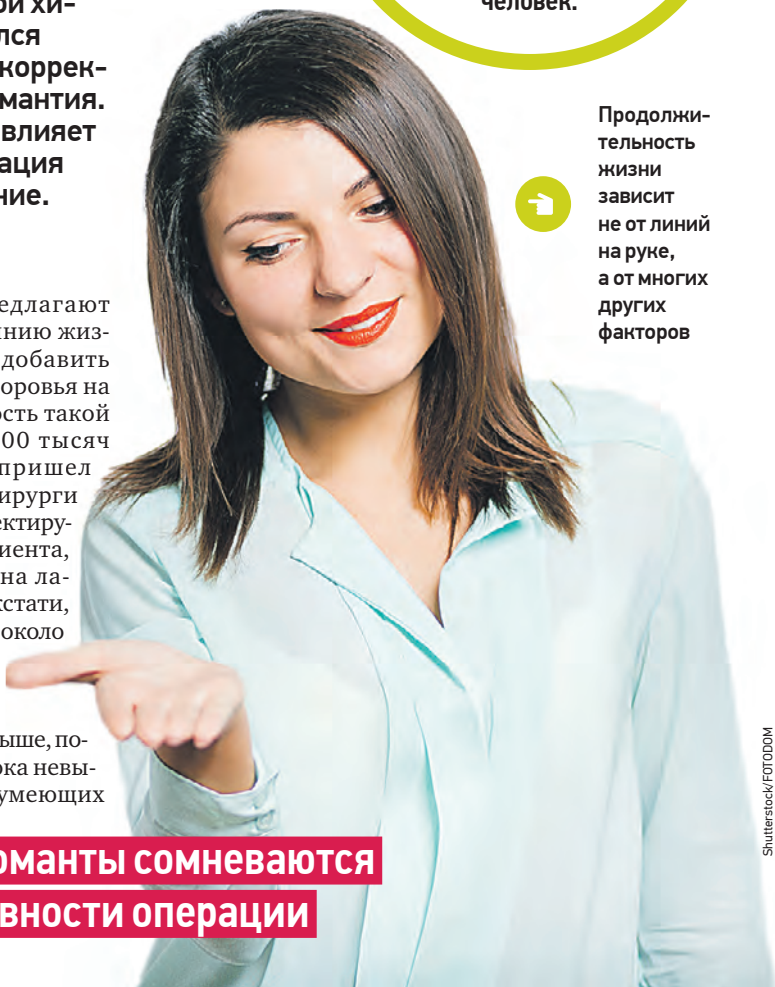 ой хи-
лся
коррек-
мантия.
влияет
ация
ние.
едлагают
инию жиз-
добавить
оровья на
ость такой
00 тысяч
пришел
ирурги
ектиру-
иента,
на ла-
кстати,
около
ыше, по-
ока невы-
умеющих
оманты сомневаются
вности операции
человек.
Продолжи-
тельность
жизни
зависит
не от линий
на руке,
а от многих
других
факторов
Shutterstock/FOTODOM